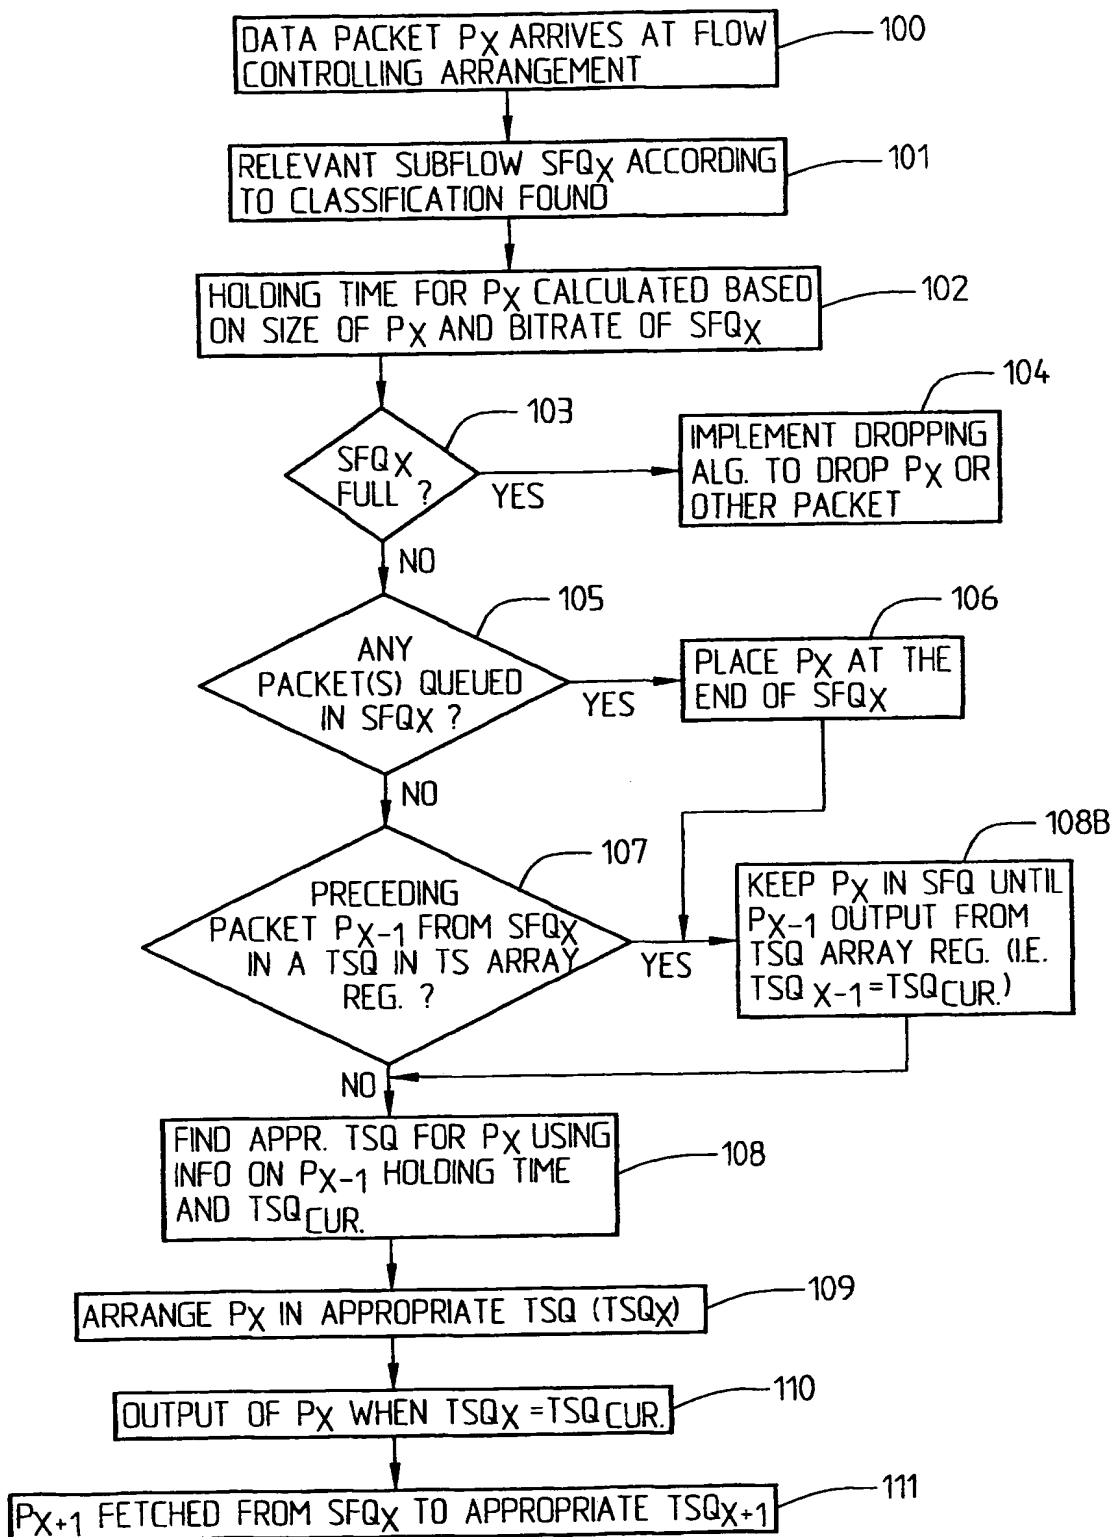 DATA PACKET PX ARRIVES AT FLOW
CONTROLLING ARRANGEMENT
100
RELEVANT SUBFLOW SFQX ACCORDING
TO CLASSIFICATION FOUND
101
HOLDING TIME FOR PX CALCULATED BASED
ON SIZE OF PX AND BITRATE OF SFQX
102
103
SFQX
FULL ?
YES
NO
104
IMPLEMENT DROPPING
ALG. TO DROP PX OR
OTHER PACKET
105
ANY
PACKET(S) QUEUED
IN SFQX ?
YES
NO
106
PLACE PX AT THE
END OF SFQX
107
PRECEDING
PACKET PX-1 FROM SFQX
IN A TSQ IN TS ARRAY
REG. ?
YES
NO
108B
KEEP PX IN SFQ UNTIL
PX-1 OUTPUT FROM
TSQ ARRAY REG. (I.E.
TSQX-1=TSQCUR.)
FIND APPR. TSQ FOR PX USING
INFO ON PX-1 HOLDING TIME
AND TSQCUR.
108
ARRANGE PX IN APPROPRIATE TSQ (TSQX)
109
OUTPUT OF PX WHEN TSQX =TSQCUR.
110
PX+1 FETCHED FROM SFQX TO APPROPRIATE TSQX+1
111